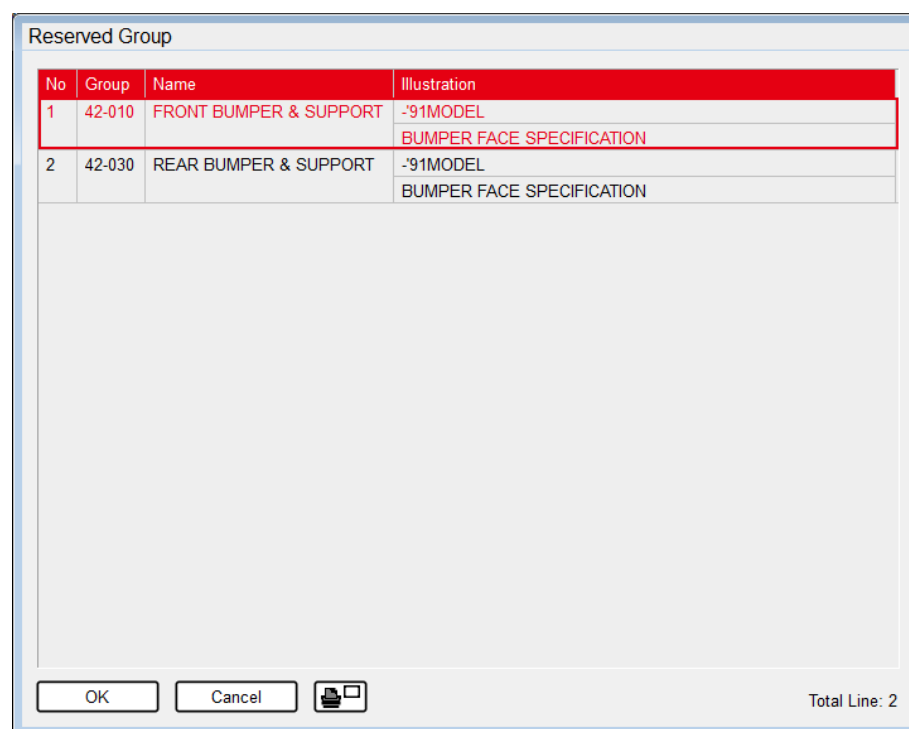 Reserved Group
No Group Name Illustration
1 42-010 FRONT BUMPER & SUPPORT -'91MODEL
BUMPER FACE SPECIFICATION
2 42-030 REAR BUMPER & SUPPORT -'91MODEL
BUMPER FACE SPECIFICATION
OK Cancel Total Line: 2